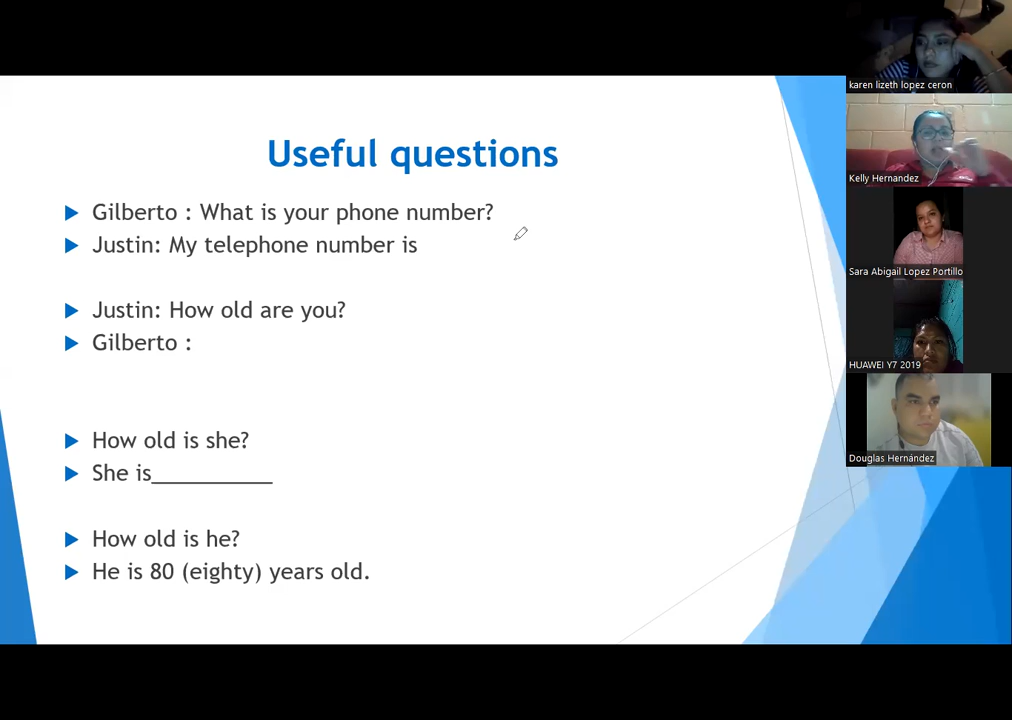 Useful questions
Gilberto : What is your phone number?
Justin: My telephone number is
Justin: How old are you?
Gilberto :
How old is she?
She is__________
How old is he?
He is 80 (eighty) years old.
karen lizeth lopez ceron
Kelly Hernandez
Sara Abigail Lopez Portillo
HUAWEI Y7 2019
Douglas Hernández